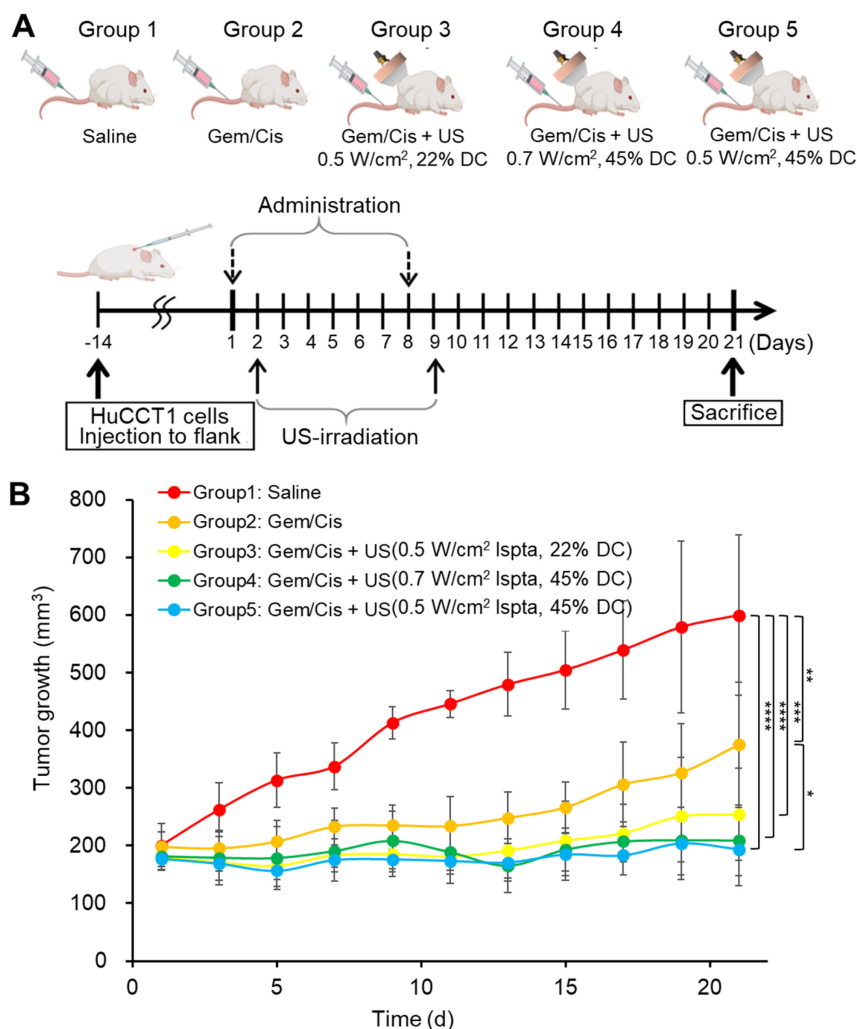 A
Group 1 Group 2 Group 3 Group 4 Group 5
Saline Gem/Cis Gem/Cis + US Gem/Cis + US Gem/Cis + US
0.5 W/cm², 22% DC 0.7 W/cm², 45% DC 0.5 W/cm², 45% DC
Administration
-14 1 2 3 4 5 6 7 8 9 10 11 12 13 14 15 16 17 18 19 20 21 (Days)
HuCCT1 cells
Injection to flank
US-irradiation
Sacrifice
B
Tumor growth (mm³)
800
700
600
500
400
300
200
100
0
Group1: Saline
Group2: Gem/Cis
Group3: Gem/Cis + US(0.5 W/cm² Ispta, 22% DC)
Group4: Gem/Cis + US(0.7 W/cm² Ispta, 45% DC)
Group5: Gem/Cis + US(0.5 W/cm² Ispta, 45% DC)
**** **** *** **
*
0 5 10 15 20
Time (d)